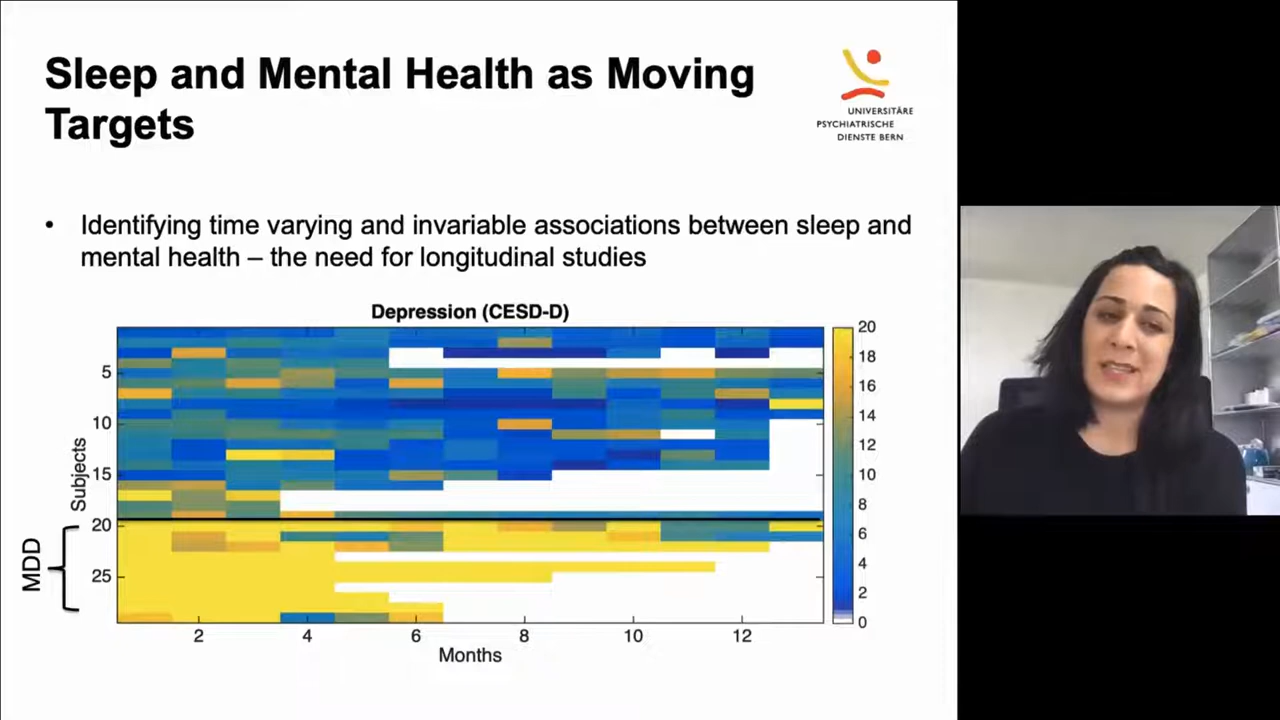 Sleep and Mental Health as Moving
Targets
UNIVERSITÄRE
PSYCHIATRISCHE
DIENSTE BERN
• Identifying time varying and invariable associations between sleep and
mental health – the need for longitudinal studies
Depression (CESD-D)
Subjects
MDD
5
10
15
20
25
2 4 6 8 10 12
Months
20
18
16
14
12
10
8
6
4
2
0